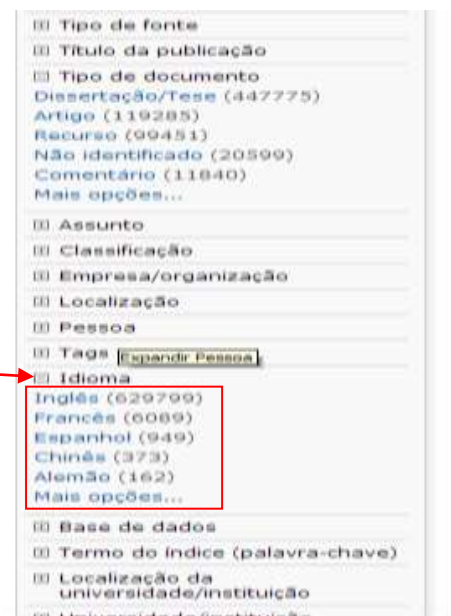 Tipo de fonte
Título da publicação
Tipo de documento
Dissertação/Tese (447775)
Artigo (119285)
Recurso (99451)
Não identificado (20599)
Comentário (11840)
Mais opções...
Assunto
Classificação
Empresa/organização
Localização
Pessoa
Tags
Expandir Pessoa
Idioma
Inglês (629799)
Francês (6089)
Espanhol (949)
Chinês (373)
Alemão (162)
Mais opções...
Base de dados
Termo do índice (palavra-chave)
Localização da
universidade/instituição
Universidade/instituição